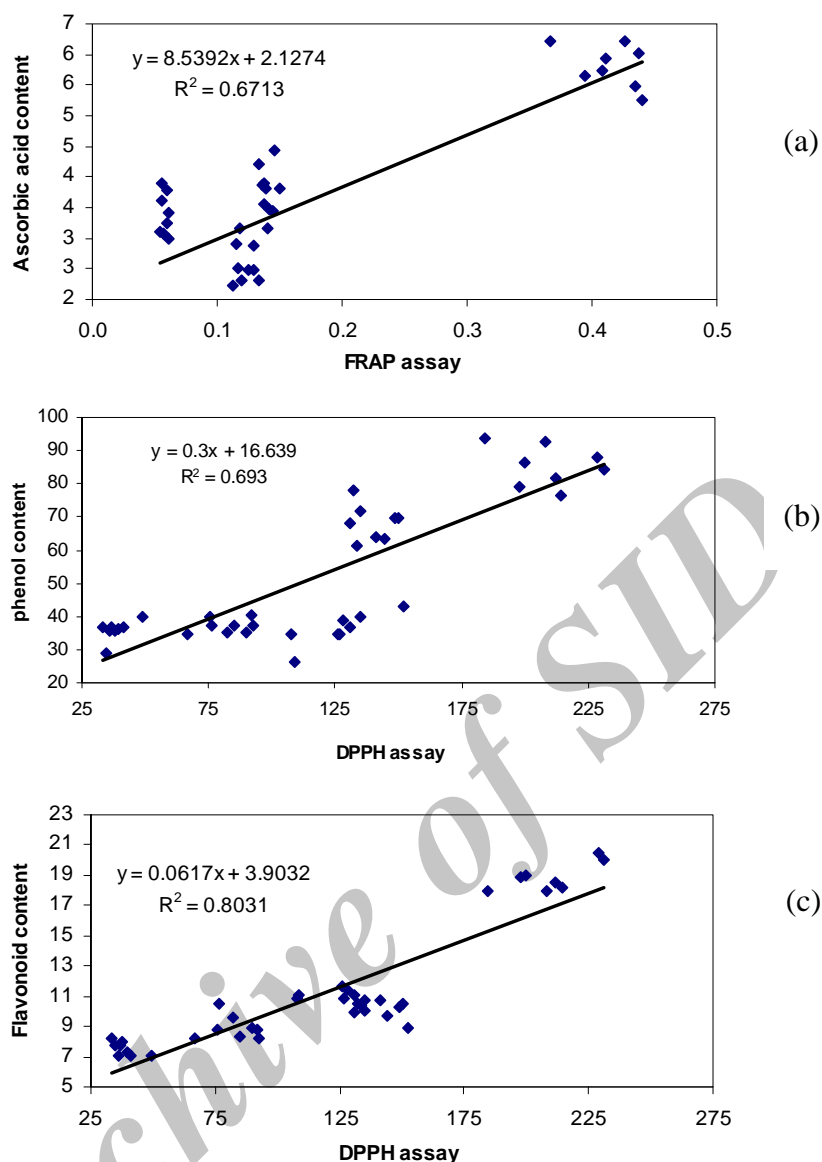 7
6
6
5
5
4
4
3
3
2
Ascorbic acid content
y = 8.5392x + 2.1274
R² = 0.6713
(a)
0.0 0.1 0.2 0.3 0.4 0.5
FRAP assay
100
90
80
70
60
50
40
30
20
phenol content
y = 0.3x + 16.639
R² = 0.693
(b)
25 75 125 175 225 275
DPPH assay
23
21
19
17
15
13
11
9
7
5
Flavonoid content
y = 0.0617x + 3.9032
R² = 0.8031
(c)
25 75 125 175 225 275
DPPH assay
chive of SID